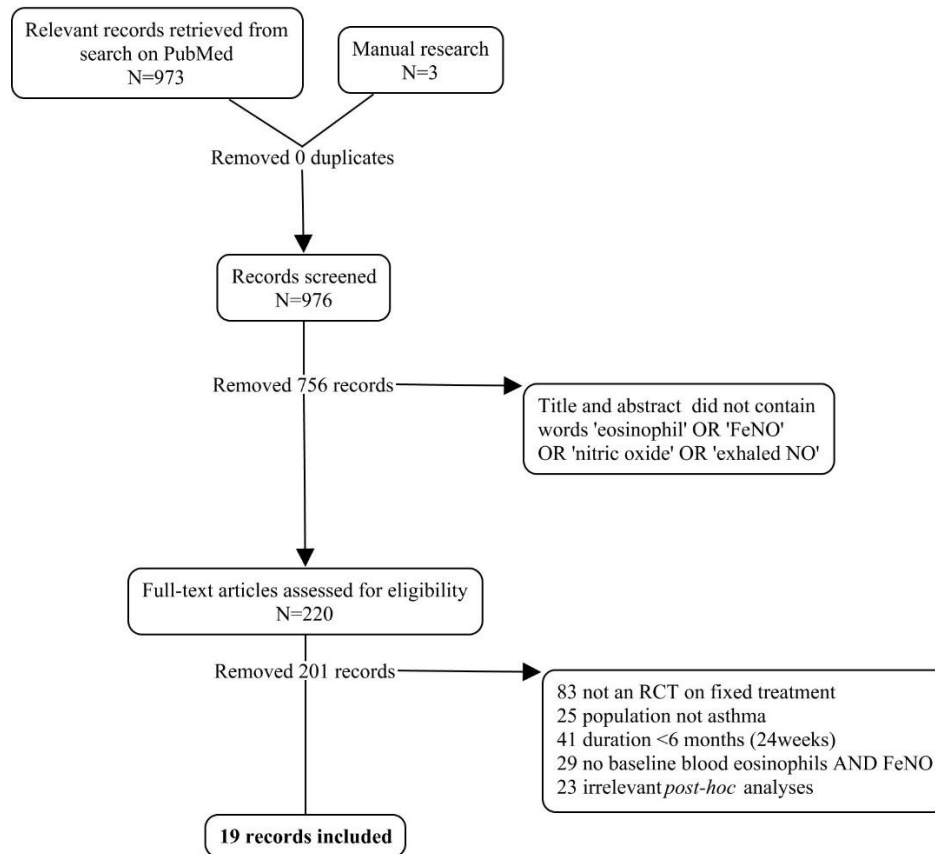 Relevant records retrieved from
search on PubMed
N=973
Manual research
N=3
Removed 0 duplicates
Records screened
N=976
Removed 756 records
Title and abstract did not contain
words 'eosinophil' OR 'FeNO'
OR 'nitric oxide' OR 'exhaled NO'
Full-text articles assessed for eligibility
N=220
Removed 201 records
83 not an RCT on fixed treatment
25 population not asthma
41 duration <6 months (24weeks)
29 no baseline blood eosinophils AND FeNO
23 irrelevant post-hoc analyses
19 records included